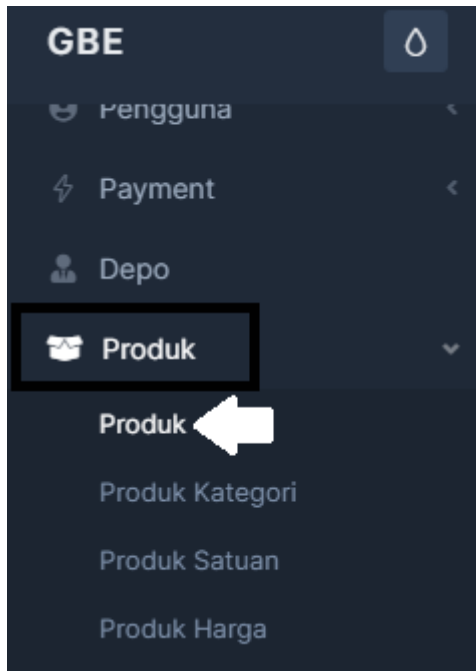 GBE
Pengguna
Payment
Depo
Produk
Produk
Produk Kategori
Produk Satuan
Produk Harga